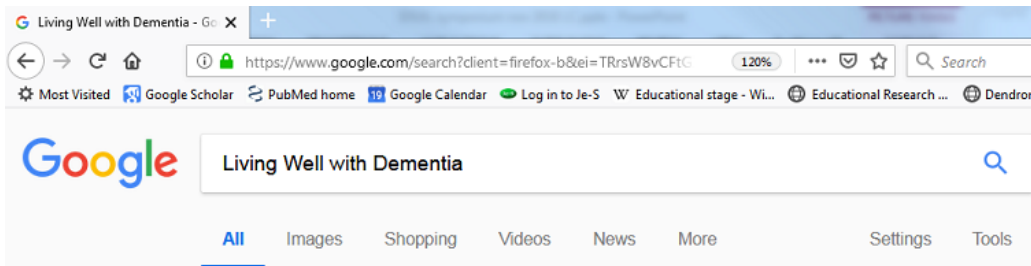 Living Well with Dementia - Go
https://www.google.com/search?client=firefox-b&ei=TRrsW8vCFtG 120% Search
Most Visited Google Scholar PubMed home 19 Google Calendar Log in to Je-S W Educational stage - Wi... Educational Research ... Dendron
Google Living Well with Dementia
All Images Shopping Videos News More Settings Tools